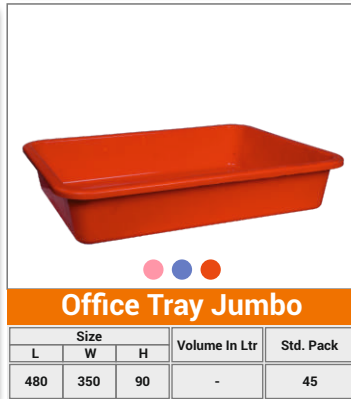 Office Tray Jumbo
Size Volume In Ltr Std. Pack
L W H
480 350 90 - 45